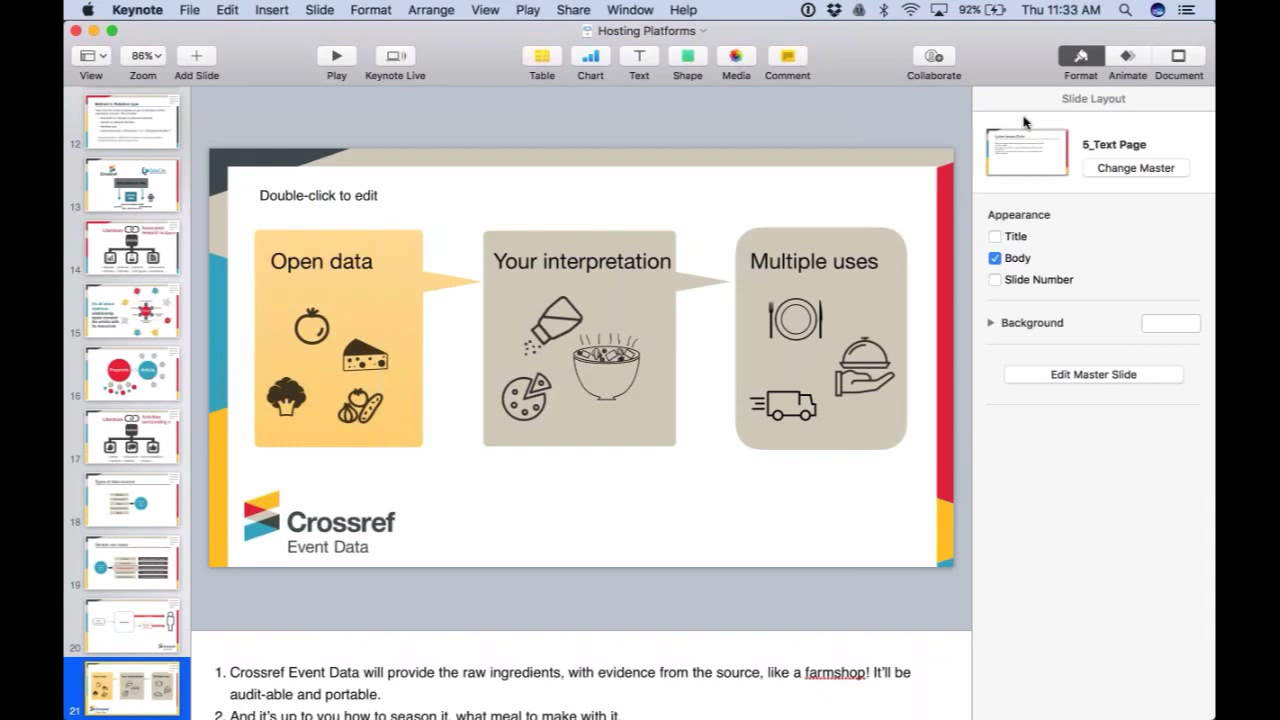 Keynote File Edit Insert Slide Format Arrange View Play Share Window Help 92% Thu 11:33 AM
Hosting Platforms
86%
View Zoom Add Slide Play Keynote Live Table Chart Text Shape Media Comment Collaborate Format Animate Document
Slide Layout
5_Text Page
Change Master
Appearance
Title
Body
Slide Number
Background
Edit Master Slide
12
Crossref
13
14
15
16
17
Types of data sources
18
19
20
21
Double-click to edit
Open data
Your interpretation
Multiple uses
Crossref
Event Data
1. Crossref Event Data will provide the raw ingredients, with evidence from the source, like a farmshop! It'll be
audit-able and portable.
2. And it's up to you how to season it, what meal to make with it.